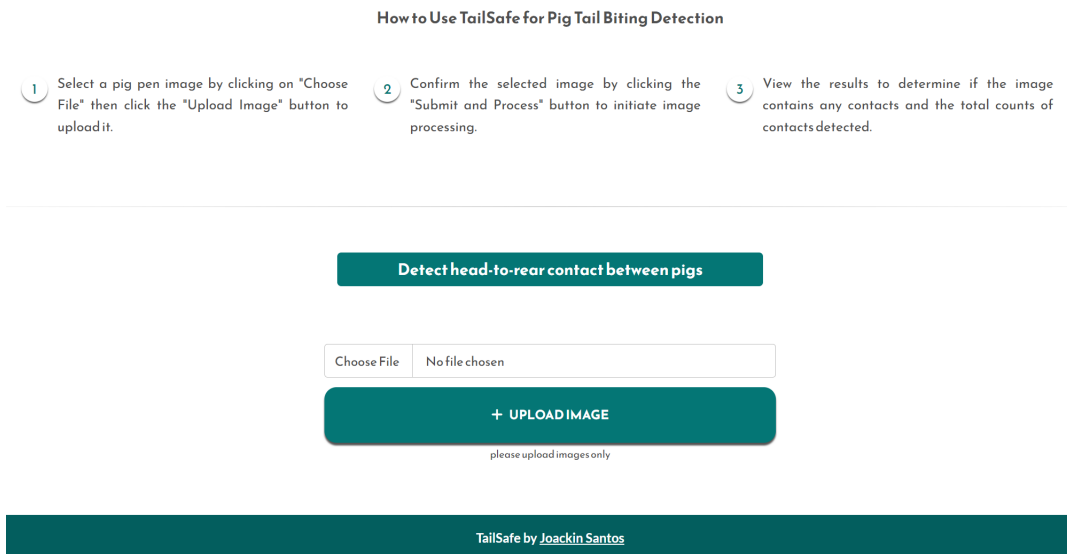 How to Use TailSafe for Pig Tail Biting Detection
1
Select a pig pen image by clicking on "Choose
File" then click the "Upload Image" button to
upload it.
2
Confirm the selected image by clicking the
"Submit and Process" button to initiate image
processing.
3
View the results to determine if the image
contains any contacts and the total counts of
contacts detected.
Detect head-to-rear contact between pigs
Choose File No file chosen
+ UPLOAD IMAGE
please upload images only
TailSafe by Joackin Santos